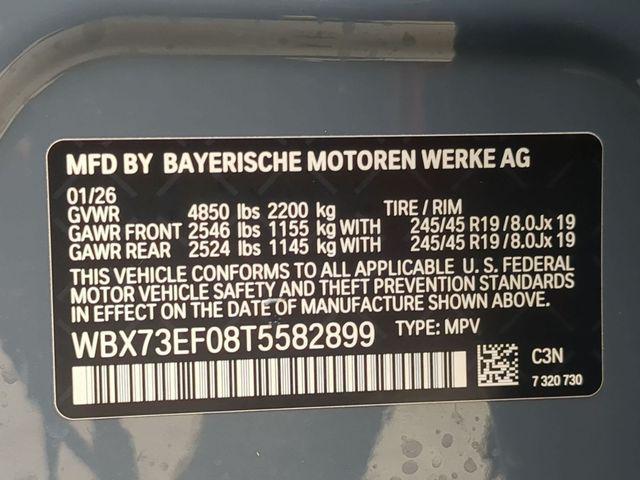 MFD BY BAYERISCHE MOTOREN WERKE AG
01/26
GVWR 4850 lbs 2200 kg TIRE / RIM
GAWR FRONT 2546 lbs 1155 kg WITH 245/45 R19 / 8.0Jx 19
GAWR REAR 2524 lbs 1145 kg WITH 245/45 R19 / 8.0Jx 19
THIS VEHICLE CONFORMS TO ALL APPLICABLE U. S. FEDERAL
MOTOR VEHICLE SAFETY AND THEFT PREVENTION STANDARDS
IN EFFECT ON THE DATE OF MANUFACTURE SHOWN ABOVE.
WBX73EF08T5582899 TYPE: MPV
C3N
7 320 730